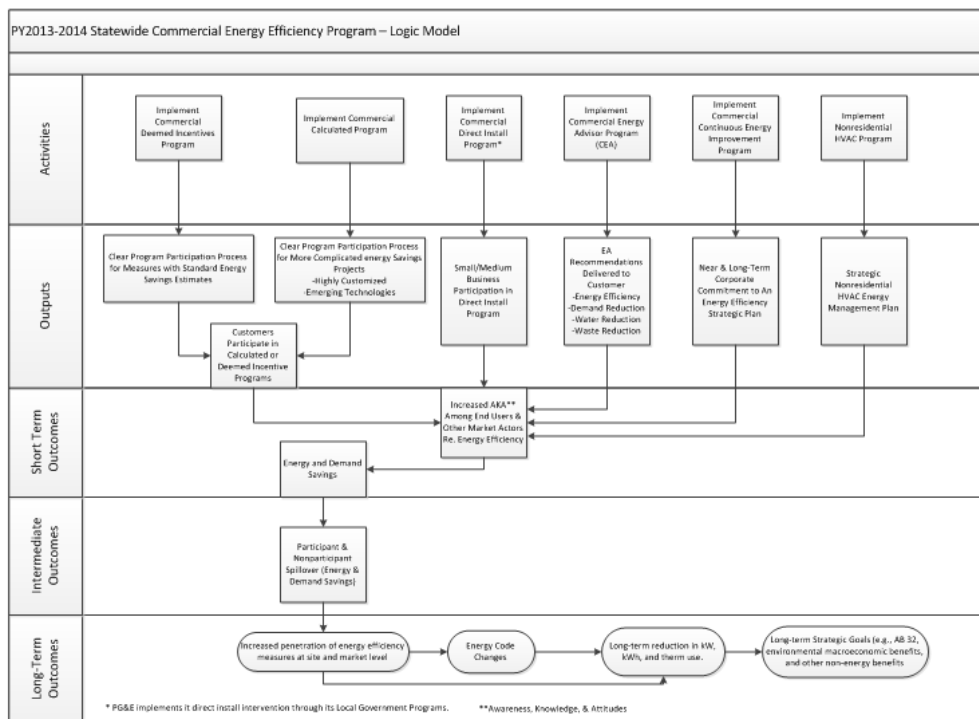 PY2013-2014 Statewide Commercial Energy Efficiency Program – Logic Model
Activities
Implement
Commercial
Deemed Incentives
Program
Implement Commercial
Calculated Program
Implement
Commercial
Direct Install
Program*
Implement
Commercial Energy
Advisor Program
(CEA)
Implement
Commercial
Continuous Energy
Improvement
Program
Implement
Nonresidential
HVAC Program
Outputs
Clear Program Participation Process
for Measures with Standard Energy
Savings Estimates
Clear Program Participation Process
for More Complicated energy Savings
Projects
-Highly Customized
-Emerging Technologies
Small/Medium
Business
Participation in
Direct Install
Program
EA
Recommendations
Delivered to
Customer
-Energy Efficiency
-Demand Reduction
-Water Reduction
-Waste Reduction
Near & Long-Term
Corporate
Commitment to An
Energy Efficiency
Strategic Plan
Strategic
Nonresidential
HVAC Energy
Management Plan
Customers
Participate in
Calculated or
Deemed Incentive
Programs
Short Term
Outcomes
Increased AKA**
Among End Users &
Other Market Actors
Re. Energy Efficiency
Energy and Demand
Savings
Intermediate
Outcomes
Participant &
Nonparticipant
Spillover (Energy &
Demand Savings)
Long-Term
Outcomes
Increased penetration of energy efficiency
measures at site and market level
Energy Code
Changes
Long-term reduction in kW,
kWh, and therm use.
Long-term Strategic Goals (e.g., AB 32,
environmental macroeconomic benefits,
and other non-energy benefits
* PG&E implements it direct install intervention through its Local Government Programs.
**Awareness, Knowledge, & Attitudes